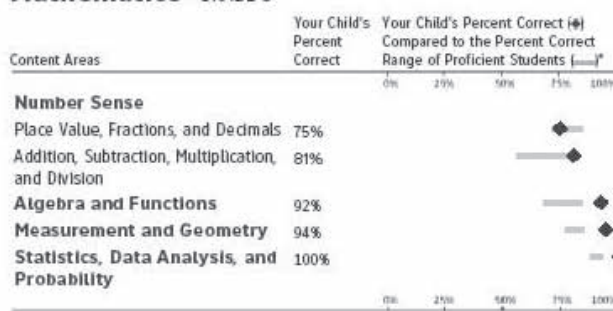 Your Child's Percent Correct
Your Child's Percent Correct (◆) Compared to the Percent Correct Range of Proficient Students (__)*
Content Areas
0% 25% 50% 75% 100%
Number Sense
Place Value, Fractions, and Decimals 75%
Addition, Subtraction, Multiplication, 81%
and Division
Algebra and Functions 92%
Measurement and Geometry 94%
Statistics, Data Analysis, and 100%
Probability
0% 25% 50% 75% 100%